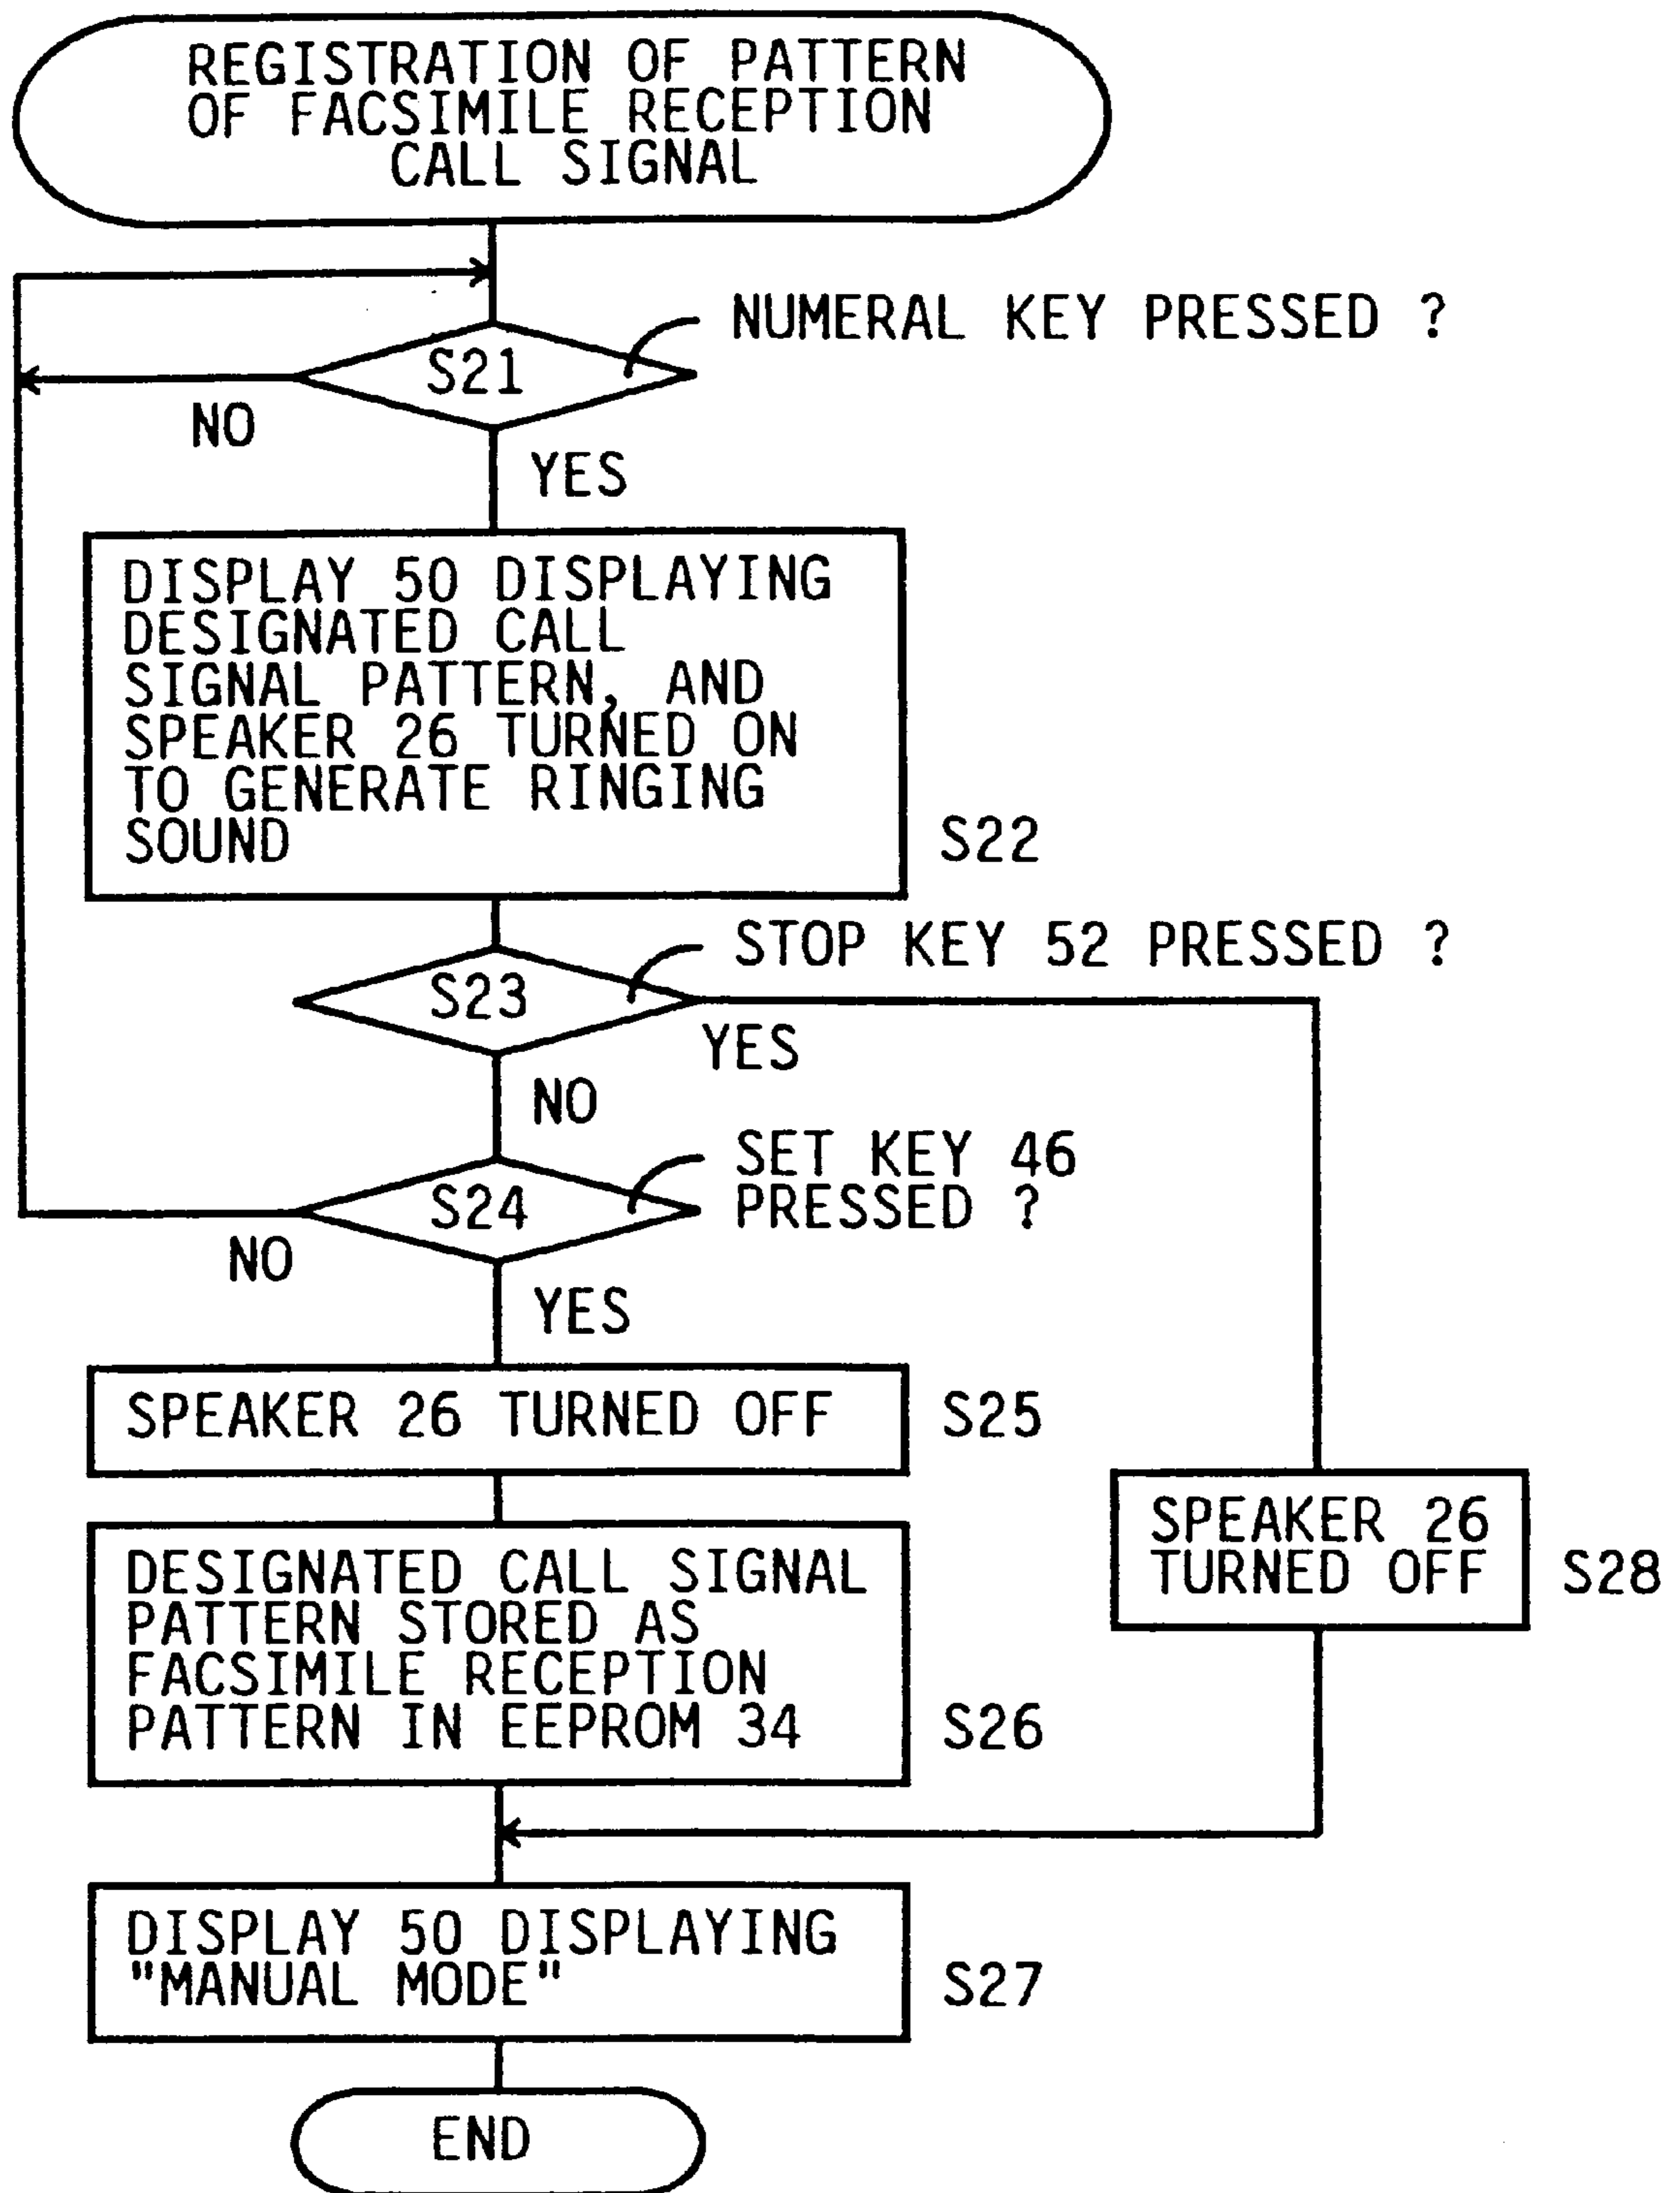 REGISTRATION OF PATTERN
OF FACSIMILE RECEPTION
CALL SIGNAL
NUMERAL KEY PRESSED ?
S21
NO
YES
DISPLAY 50 DISPLAYING
DESIGNATED CALL
SIGNAL PATTERN, AND
SPEAKER 26 TURNED ON
TO GENERATE RINGING
SOUND
S22
STOP KEY 52 PRESSED ?
S23
YES
NO
SET KEY 46
PRESSED ?
S24
NO
YES
SPEAKER 26 TURNED OFF
S25
SPEAKER 26
TURNED OFF
S28
DESIGNATED CALL SIGNAL
PATTERN STORED AS
FACSIMILE RECEPTION
PATTERN IN EEPROM 34
S26
DISPLAY 50 DISPLAYING
"MANUAL MODE"
S27
END